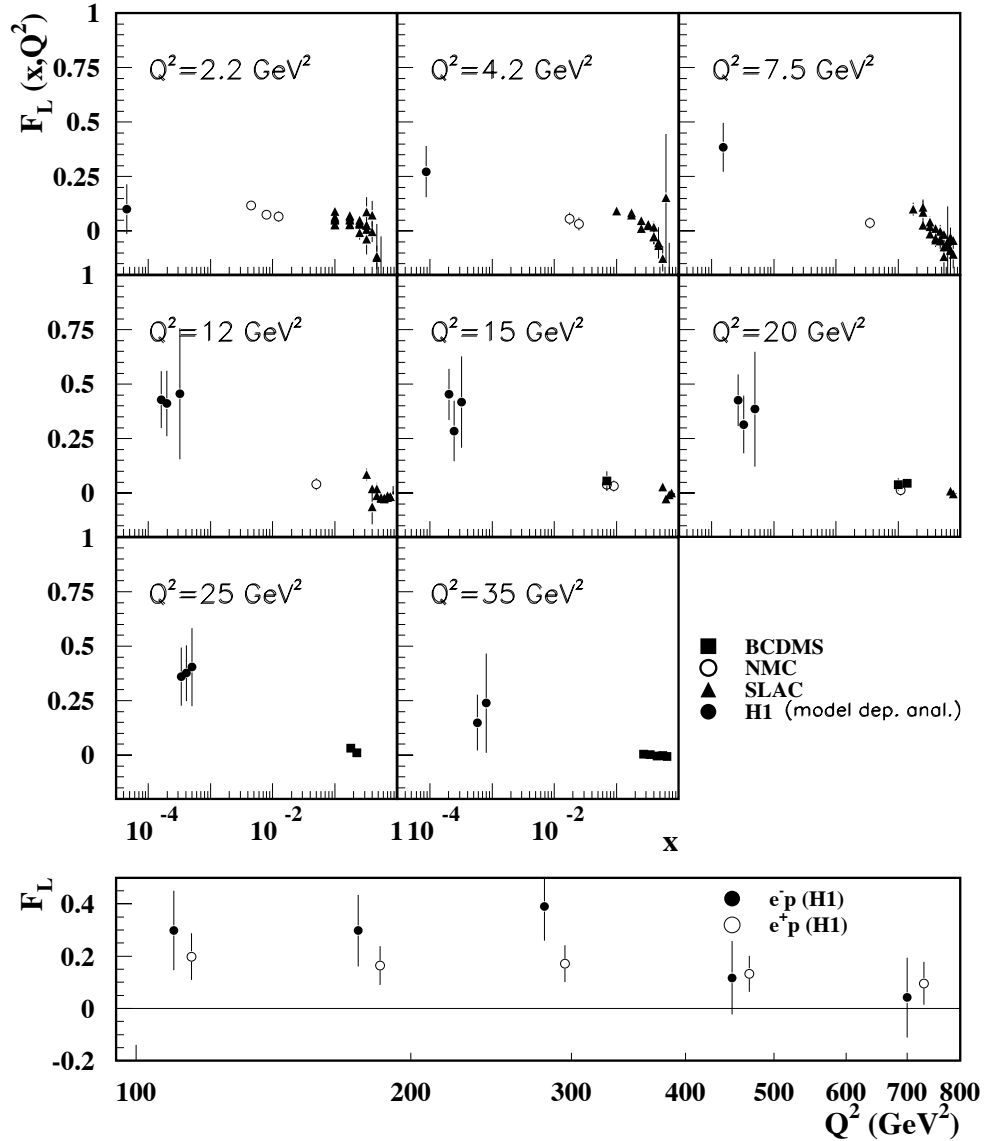 F_L (x,Q²)
1
0.75
0.5
0.25
0
Q²=2.2 GeV²
Q²=4.2 GeV²
Q²=7.5 GeV²
1
0.75
0.5
0.25
0
Q²=12 GeV²
Q²=15 GeV²
Q²=20 GeV²
1
0.75
0.5
0.25
0
Q²=25 GeV²
Q²=35 GeV²
BCDMS
NMC
SLAC
H1 (model dep. anal.)
10⁻⁴ 10⁻² 1 10⁻⁴ 10⁻² x 1
F_L
0.4
0.2
0
-0.2
e⁻p (H1)
e⁺p (H1)
100 200 300 400 500 600 700 800
Q² (GeV²)